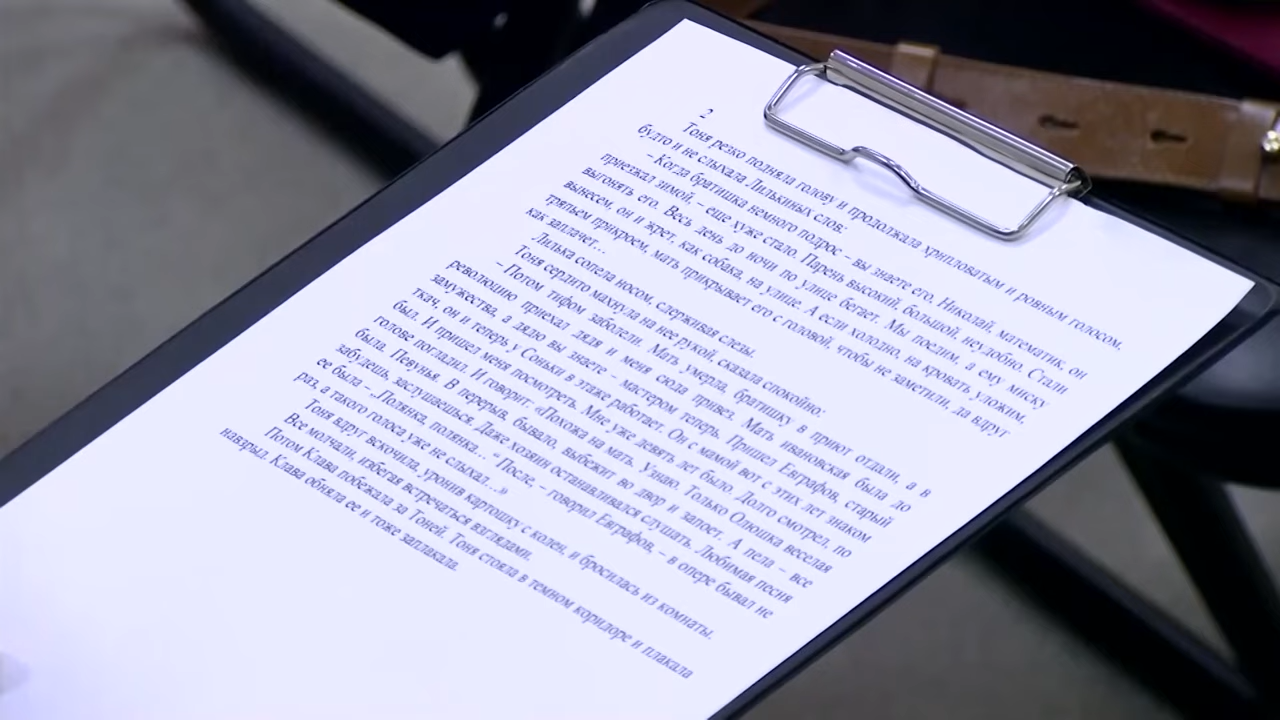 2
Тоня резко подняла голову и продолжала хрипловатым и ровным голосом,
будто и не слыхала Лилькиных слов:
– Когда братишка немного подрос – вы знаете его, Николай, математик, он
приезжал зимой, – еще хуже стало. Парень высокий, большой, неудобно. Стали
выгонять его. Весь день до ночи по улице бегает. Мы поедим, а ему миску
вынесем, он и жрет, как собака, на улице. А если холодно, на кровать уложим,
тряпьем прикроем, мать прикрывает его с головой, чтобы не заметили, да вдруг
как заплачет...
Лилька сопела носом, сдерживая слезы.
Тоня сердито махнула на нее рукой, сказала спокойно:
– Потом тифом заболели. Мать умерла, братишку в приют отдали, а в
революцию приехал дядя и меня сюда привез. Мать ивановская была до
замужества, а дядю вы знаете – мастером теперь. Пришел Евграфов, старый
ткач, он и теперь у Соньки в этаже работает. Он с мамой вот с этих лет знаком
был. И пришел меня посмотреть. Мне уже девять лет было. Долго смотрел, по
голове погладил. И говорит: «Похожа на мать. Узнаю. Только Олюшка веселая
была. Певунья. В перерыв, бывало, выбежит во двор и запоет. А пела – все
забудешь, заслушаешься. Даже хозяин останавливался слушать. Любимая песня
ее была – „Полянка, полянка... “ После, – говорил Евграфов, – в опере бывал не
раз, а такого голоса уже не слыхал...»
Тоня вдруг вскочила, уронив картошку с колен, и бросилась из комнаты.
Все молчали, избегая встречаться взглядами.
Потом Клава побежала за Тоней. Тоня стояла в темном коридоре и плакала
навзрыд. Клава обняла ее и тоже заплакала.